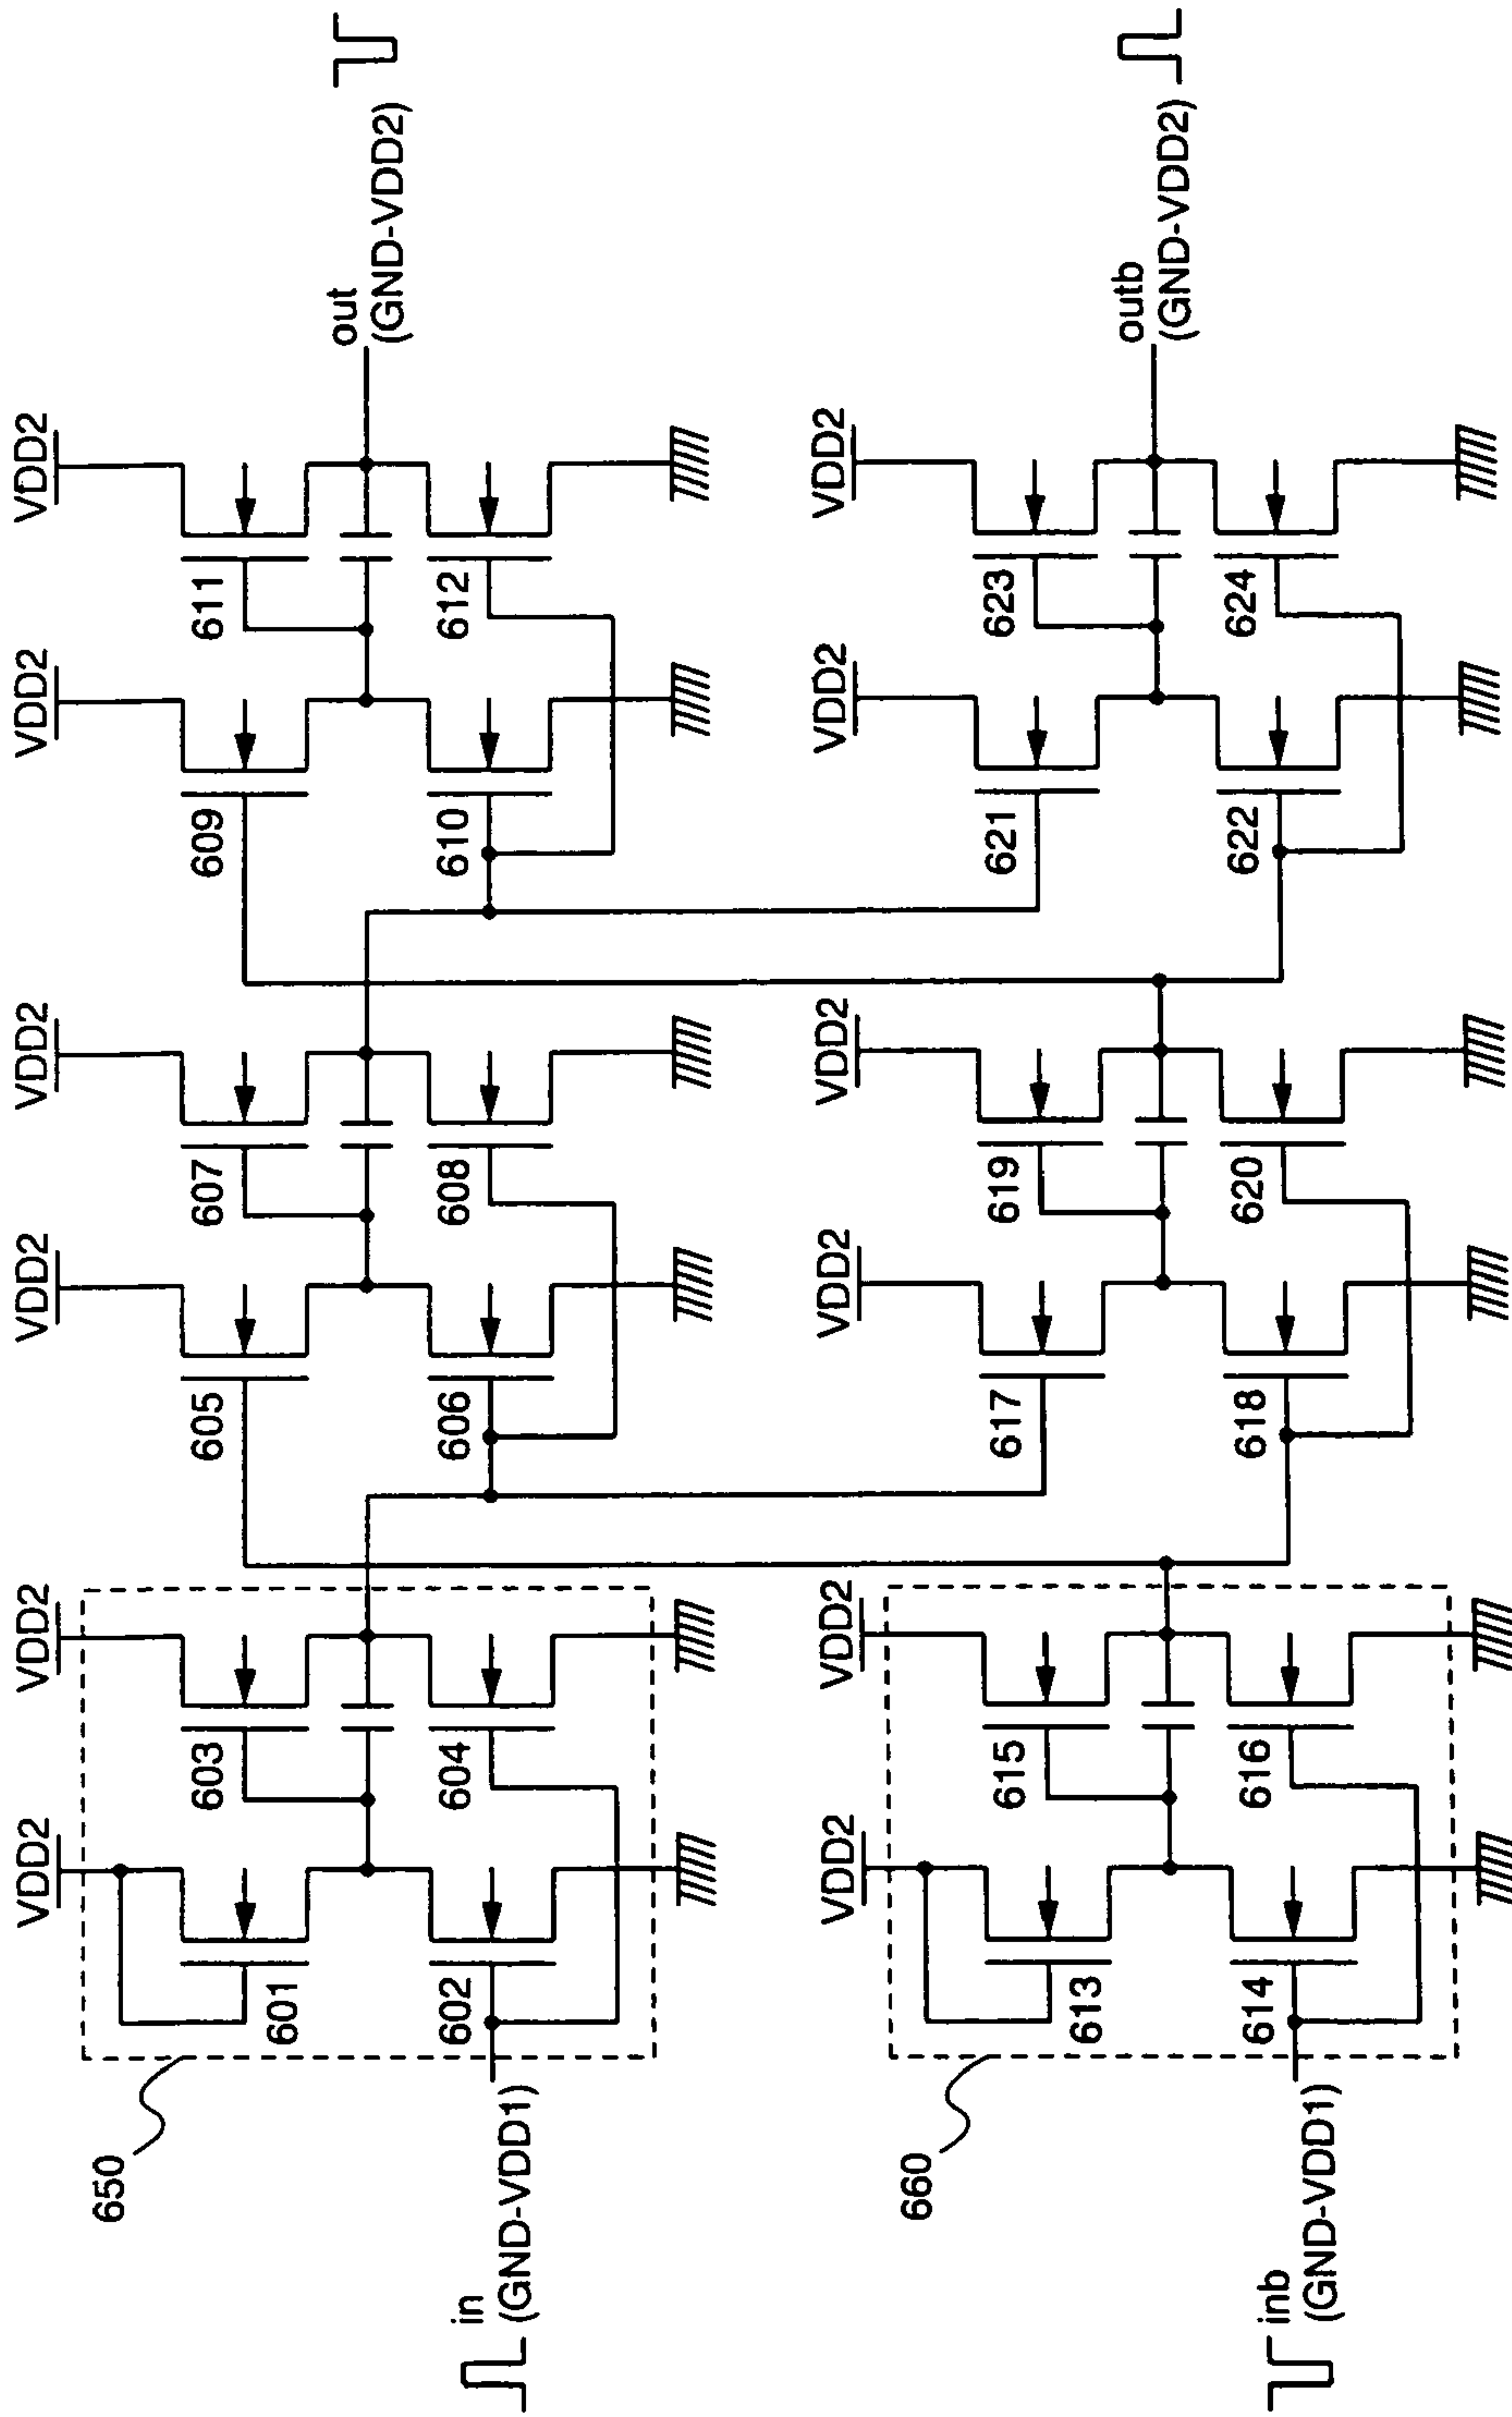 VDD2
VDD2
VDD2
VDD2
VDD2
VDD2
650
601
603
605
607
609
611
602
604
606
608
610
612
in
(GND-VDD1)
out
(GND-VDD2)
VDD2
VDD2
VDD2
VDD2
VDD2
VDD2
660
613
615
617
619
621
623
614
616
618
620
622
624
inb
(GND-VDD1)
outb
(GND-VDD2)